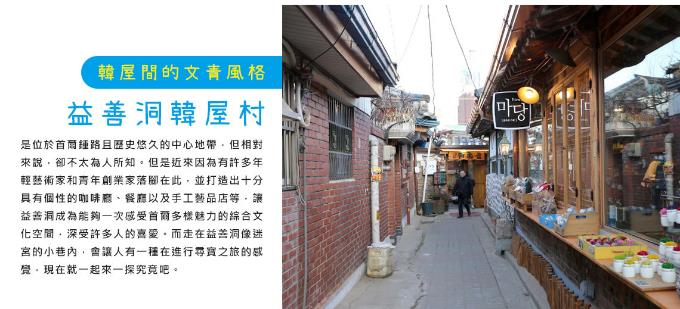 韓屋間的文青風格
益善洞韓屋村
是位於首爾鍾路且歷史悠久的中心地帶，但相對
來說，卻不太為人所知。但是近來因為有許多年
輕藝術家和青年創業家落腳在此，並打造出十分
具有個性的咖啡廳、餐廳以及手工藝品店等，讓
益善洞成為能夠一次感受首爾多樣魅力的綜合文
化空間，深受許多人的喜愛。而走在益善洞像迷
宮的小巷內，會讓人有一種在進行尋寶之旅的感
覺，現在就一起來一探究竟吧。
마당